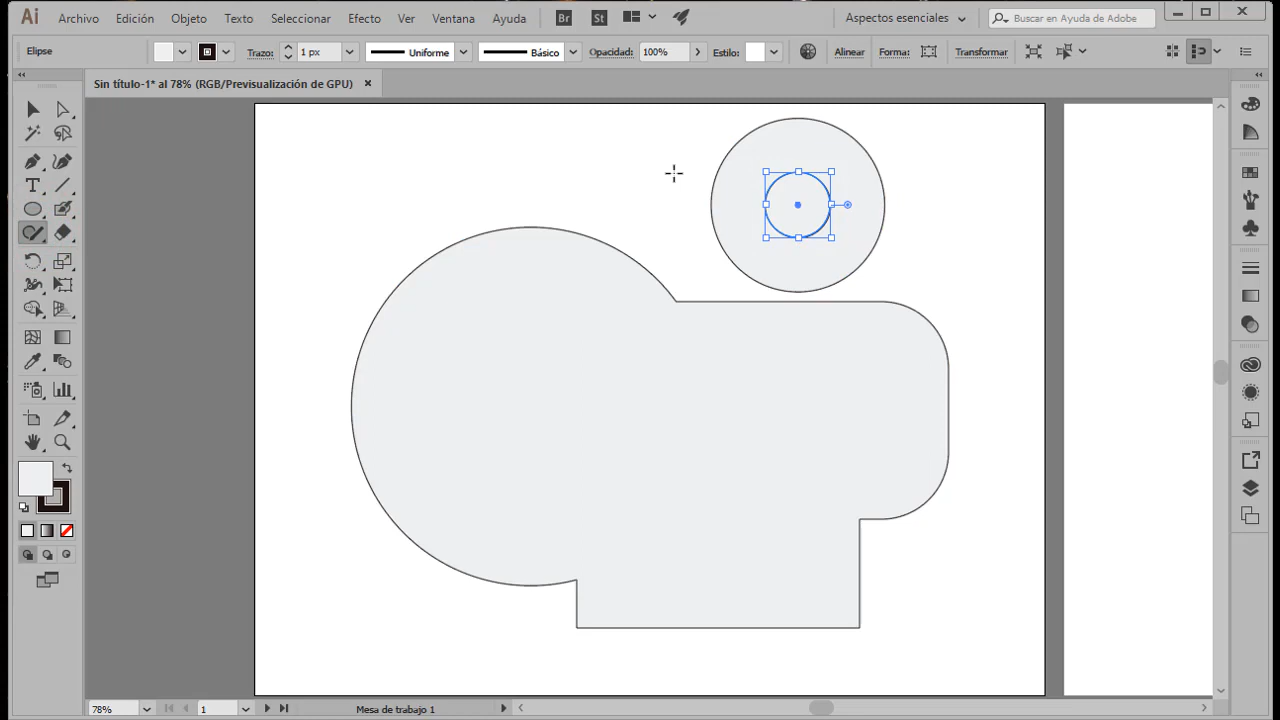 Ai Archivo Edición Objeto Texto Seleccionar Efecto Ver Ventana Ayuda Br St Aspectos esenciales Buscar en Ayuda de Adobe
Elipse Trazo: 1 px Uniforme Básico Opacidad: 100% Estilo: Alinear Forma: Transformar
Sin título-1* al 78% (RGB/Previsualización de GPU)
78% 1 Mesa de trabajo 1